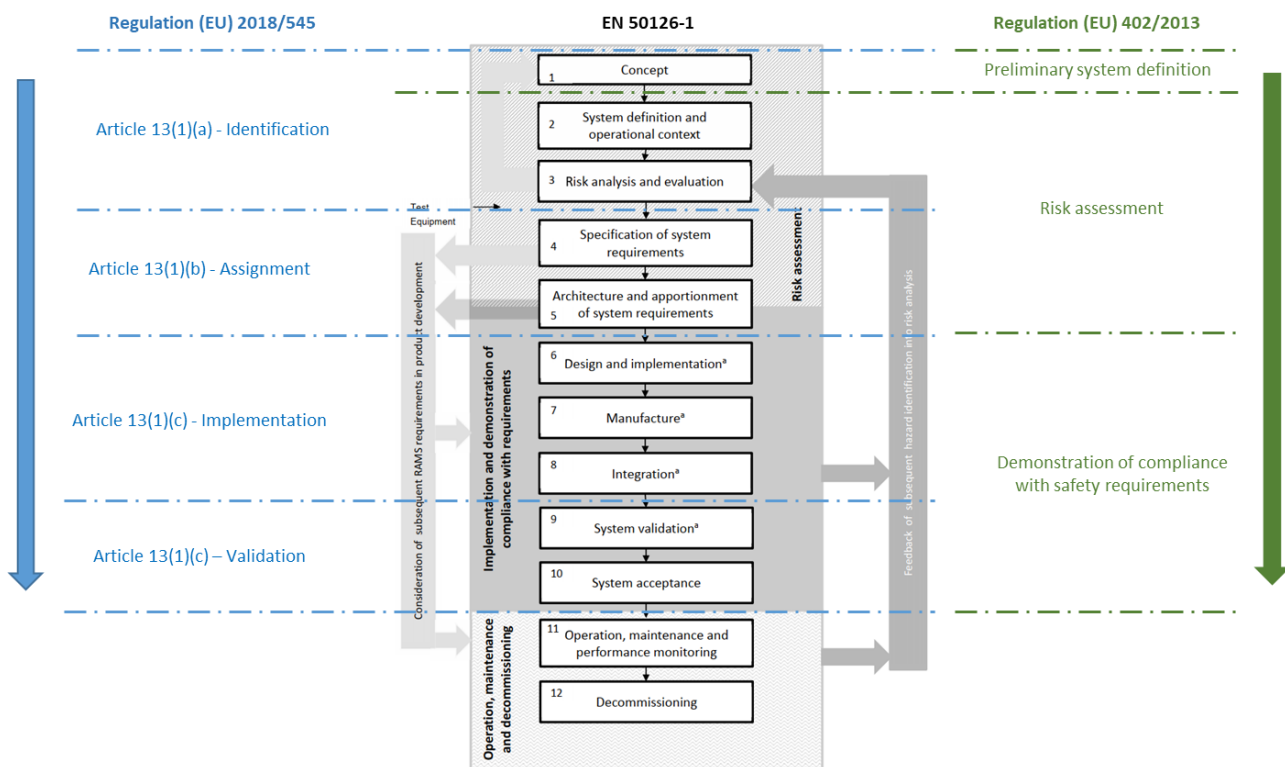 Regulation (EU) 2018/545
EN 50126-1
Regulation (EU) 402/2013
1
Concept
Preliminary system definition
Article 13(1)(a) - Identification
2
System definition and
operational context
3
Risk analysis and evaluation
Test
Equipment
Risk assessment
Risk assessment
4
Specification of system
requirements
Article 13(1)(b) - Assignment
5
Architecture and apportionment
of system requirements
Consideration of subsequent RAMS requirements in product development
Implementation and demonstration of
compliance with requirements
Feedback of subsequent hazard identification into risk analysis
6
Design and implementationᵃ
Article 13(1)(c) - Implementation
7
Manufactureᵃ
8
Integrationᵃ
Demonstration of compliance
with safety requirements
9
System validationᵃ
Article 13(1)(c) – Validation
10
System acceptance
Operation, maintenance
and decommissioning
11
Operation, maintenance and
performance monitoring
12
Decommissioning